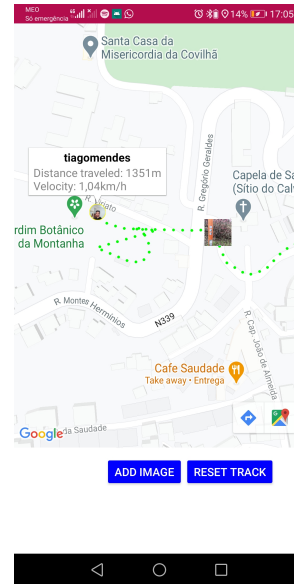 MEO
Só emergência
14% 17:05
Santa Casa da
Misericordia da Covilhã
tiagomendes
Distance traveled: 1351m
Velocity: 1,04km/h
R. Gregório Geraldes
Capela de Sa
(Sítio do Cal
rdim Botânico
da Montanha
R. Montes Hermínios
N339
R. Cap. João de Almeida
Cafe Saudade
Take away • Entrega
Google
da Saudade
ADD IMAGE
RESET TRACK